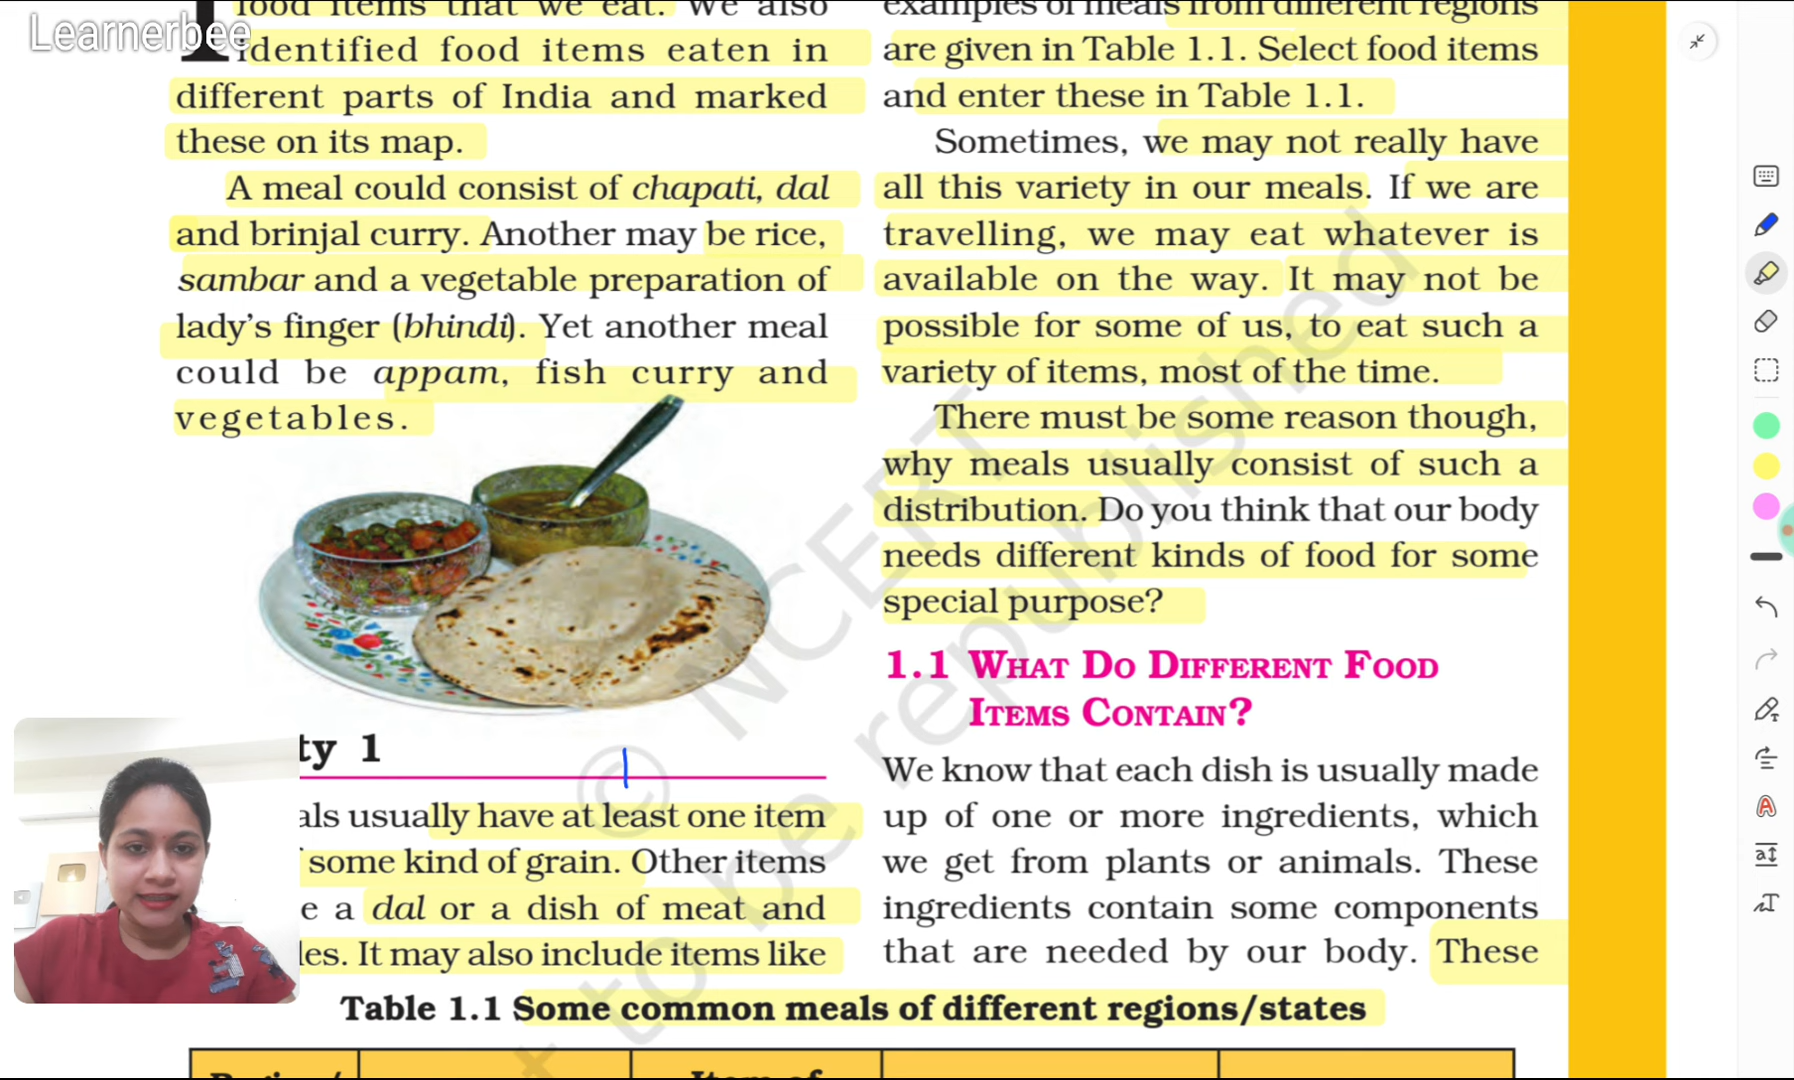 Learnerbee
food items that we eat. We also
identified food items eaten in
different parts of India and marked
these on its map.
A meal could consist of chapati, dal
and brinjal curry. Another may be rice,
sambar and a vegetable preparation of
lady's finger (bhindi). Yet another meal
could be appam, fish curry and
vegetables.
ty 1
als usually have at least one item
some kind of grain. Other items
e a dal or a dish of meat and
les. It may also include items like
examples of meals from different regions
are given in Table 1.1. Select food items
and enter these in Table 1.1.
Sometimes, we may not really have
all this variety in our meals. If we are
travelling, we may eat whatever is
available on the way. It may not be
possible for some of us, to eat such a
variety of items, most of the time.
There must be some reason though,
why meals usually consist of such a
distribution. Do you think that our body
needs different kinds of food for some
special purpose?
1.1 WHAT DO DIFFERENT FOOD
ITEMS CONTAIN?
We know that each dish is usually made
up of one or more ingredients, which
we get from plants or animals. These
ingredients contain some components
that are needed by our body. These
Table 1.1 Some common meals of different regions/states
Item of
© NCERT
to be republished